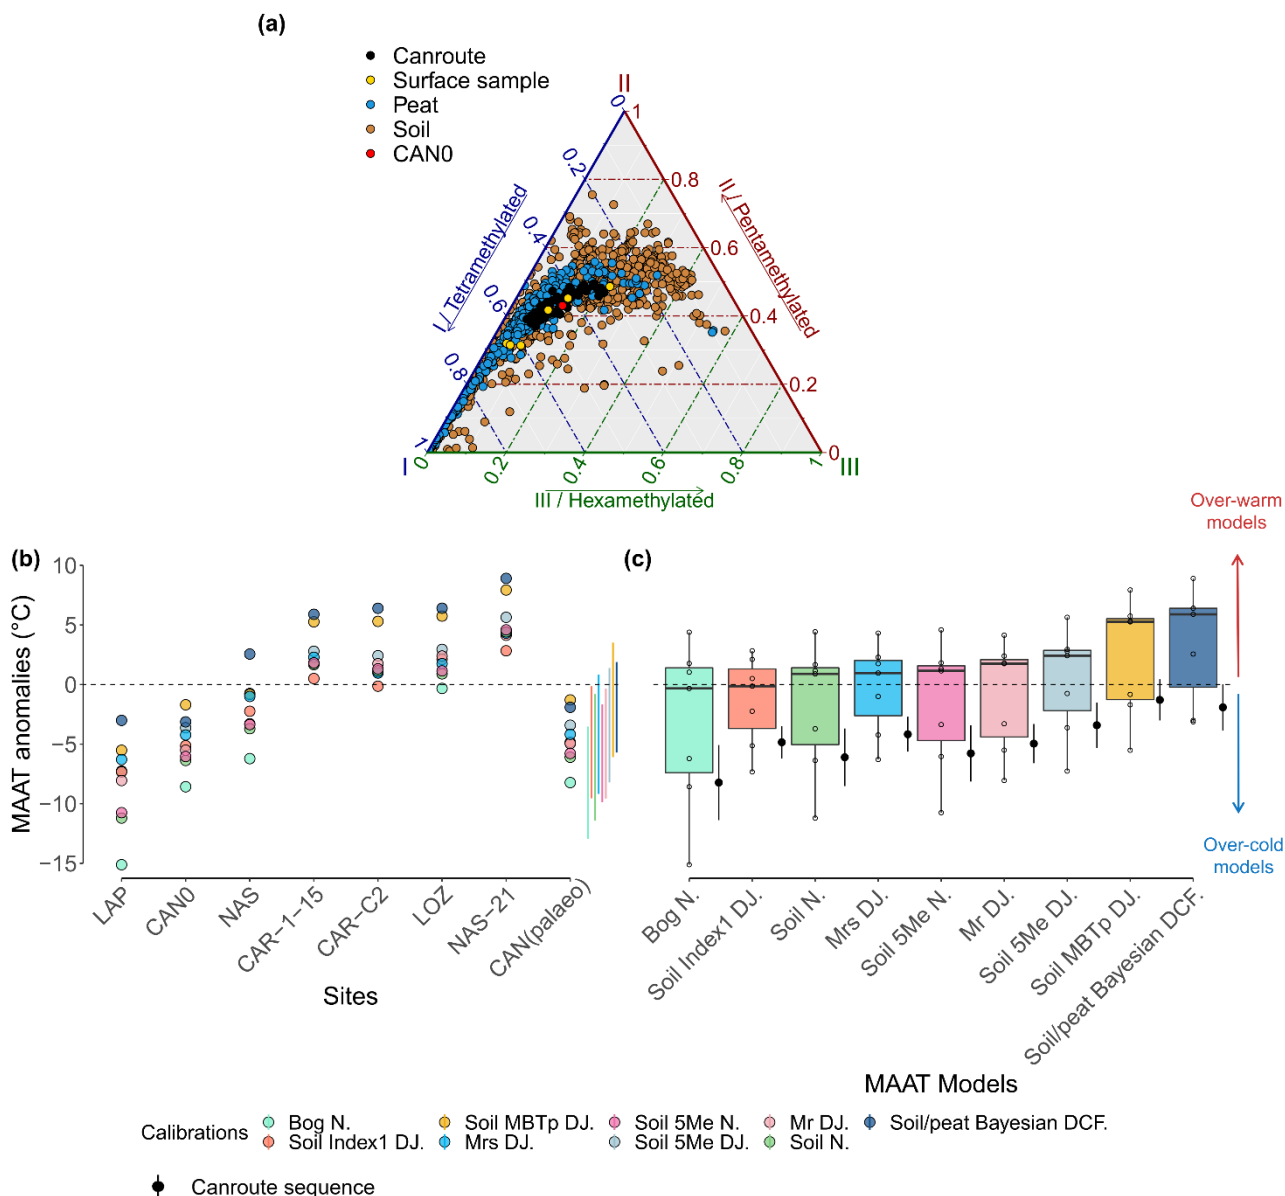 (a)
Canroute
Surface sample
Peat
Soil
CAN0
II
0
1
0.2
0.8
0.4
0.6
0.6
0.4
0.8
0.2
1
0
I / Tetramethylated
II / Pentamethylated
I
0
0.2
0.4
0.6
0.8
1
III
III / Hexamethylated
Over-warm
models
(b)
(c)
10
5
0
−5
−10
−15
MAAT anomalies (°C)
LAP
CAN0
NAS
CAR−1−15
CAR−C2
LOZ
NAS−21
CAN(palaeo)
Sites
Bog N.
Soil Index1 DJ.
Soil N.
Mrs DJ.
Soil 5Me N.
Mr DJ.
Soil 5Me DJ.
Soil MBTp DJ.
Soil/peat Bayesian DCF.
MAAT Models
Over-cold
models
Calibrations
Bog N.
Soil MBTp DJ.
Soil 5Me N.
Mr DJ.
Soil/peat Bayesian DCF.
Soil Index1 DJ.
Mrs DJ.
Soil 5Me DJ.
Soil N.
Canroute sequence